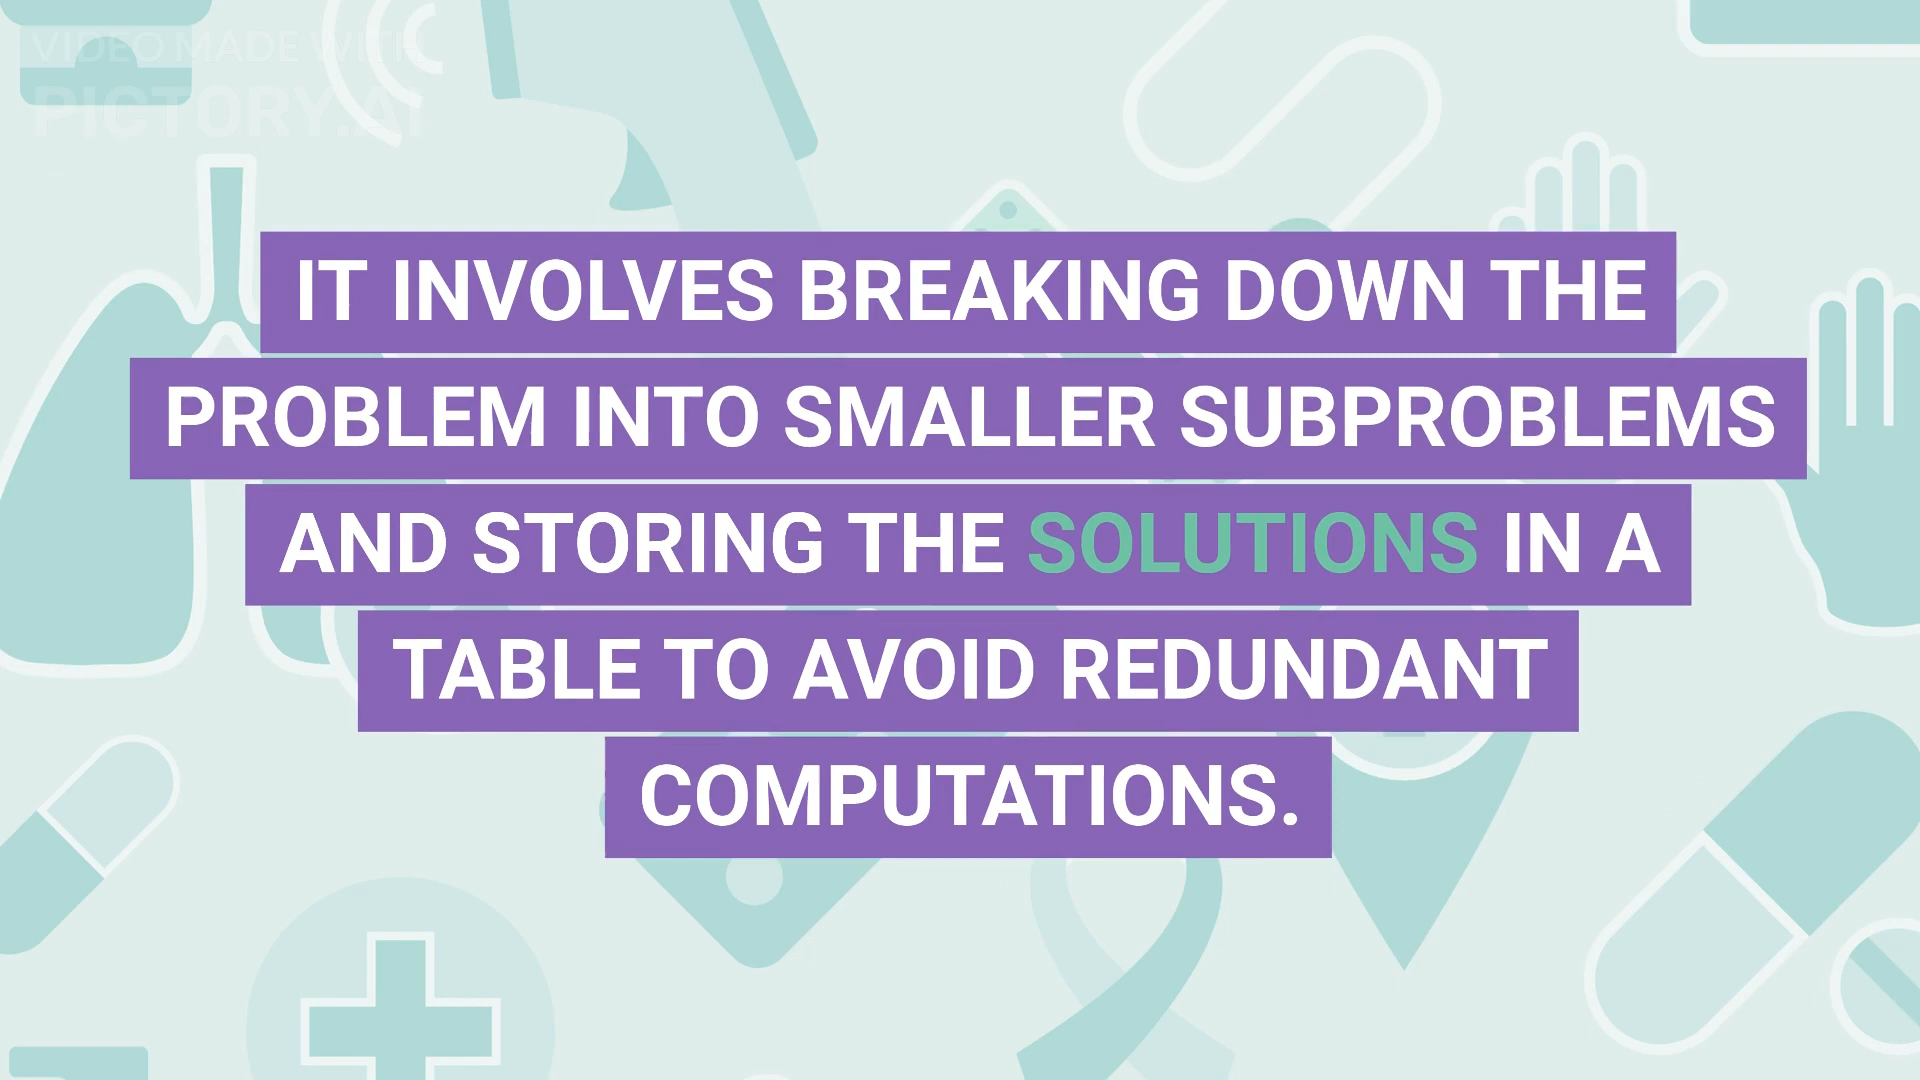 VIDEO MADE WITH
PICTORY.AI
IT INVOLVES BREAKING DOWN THE
PROBLEM INTO SMALLER SUBPROBLEMS
AND STORING THE SOLUTIONS IN A
TABLE TO AVOID REDUNDANT
COMPUTATIONS.